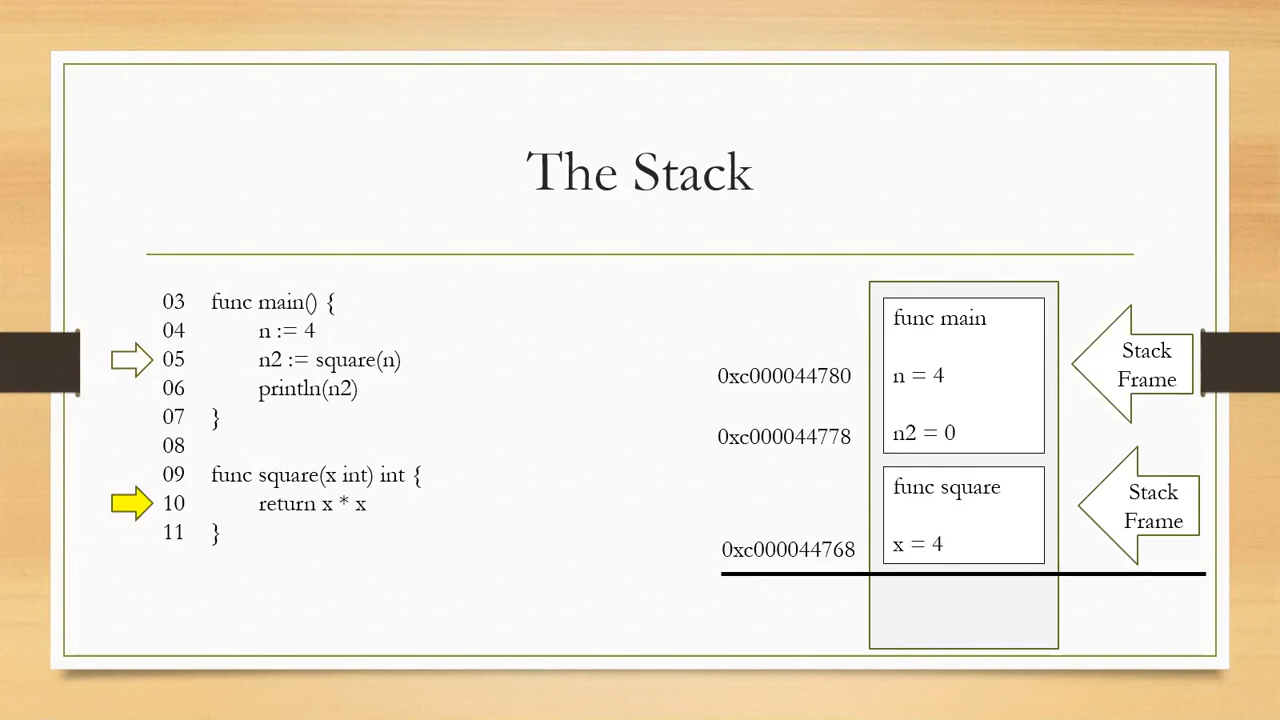 The Stack
03 func main() {
04 n := 4
05 n2 := square(n)
06 println(n2)
07 }
08
09 func square(x int) int {
10 return x * x
11 }
func main
0xc000044780 n = 4
0xc000044778 n2 = 0
func square
0xc000044768 x = 4
Stack
Frame
Stack
Frame